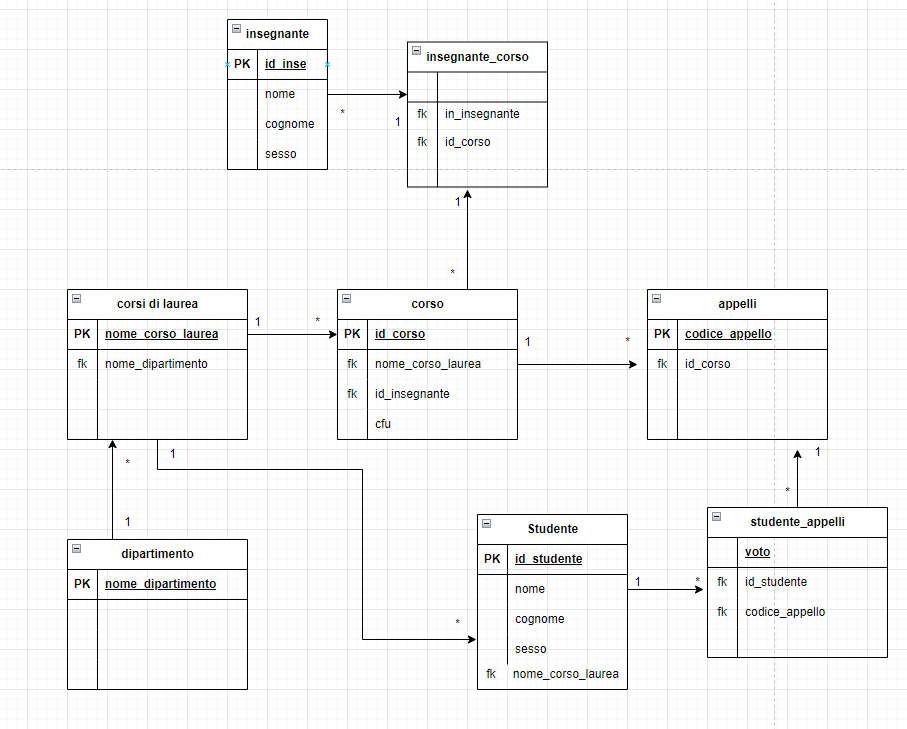 insegnante
PK id_inse
nome
cognome
sesso
insegnante_corso
fk in_insegnante
fk id_corso
*
1
1
*
corsi di laurea
PK nome_corso_laurea
fk nome_dipartimento
1
*
corso
PK id_corso
fk nome_corso_laurea
fk id_insegnante
cfu
1
*
appelli
PK codice_appello
fk id_corso
*
1
1
dipartimento
PK nome_dipartimento
*
Studente
PK id_studente
nome
cognome
sesso
fk nome_corso_laurea
1
*
1
*
studente_appelli
voto
fk id_studente
fk codice_appello